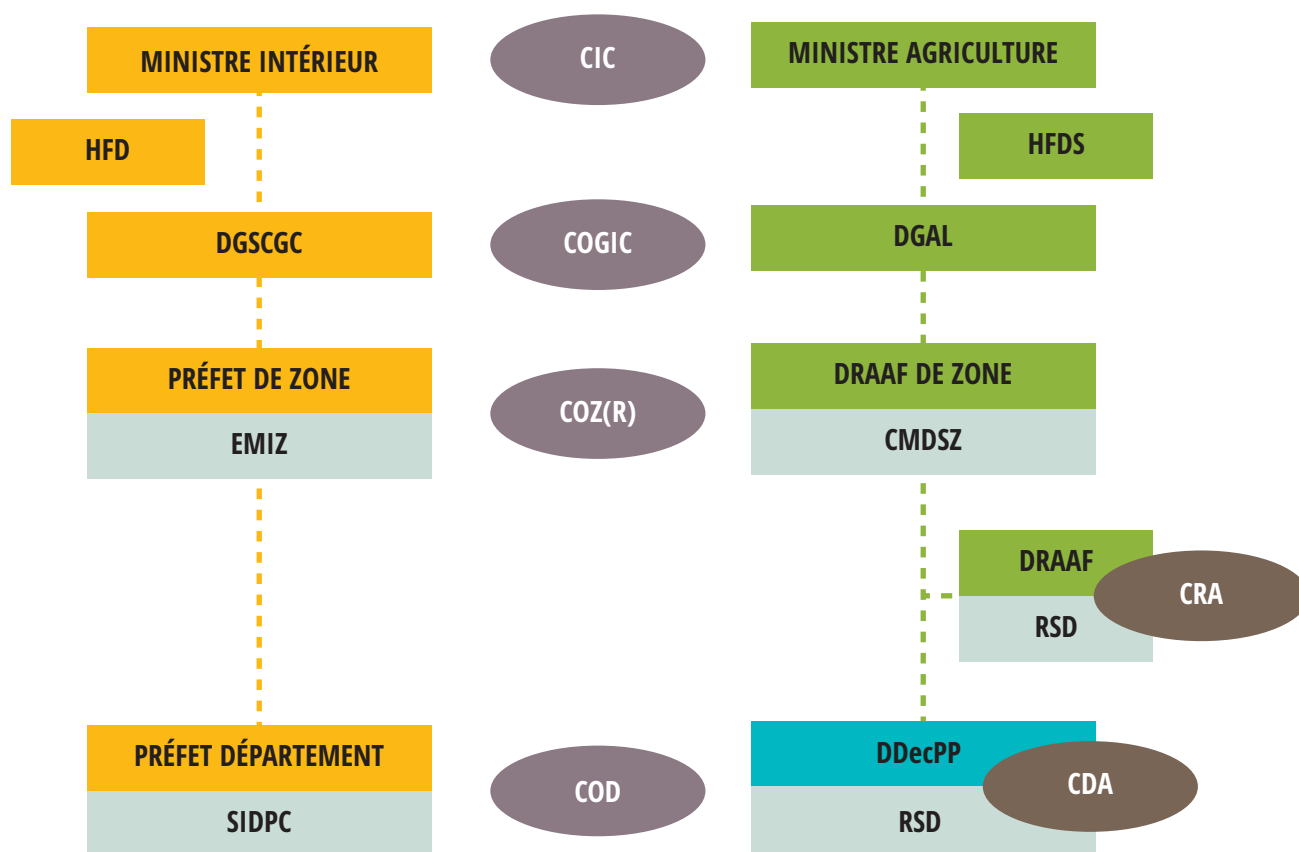 MINISTRE INTÉRIEUR
CIC
MINISTRE AGRICULTURE
HFD
HFDS
DGSCGC
COGIC
DGAL
PRÉFET DE ZONE
EMIZ
COZ(R)
DRAAF DE ZONE
CMDSZ
DRAAF
RSD
CRA
PRÉFET DÉPARTEMENT
SIDPC
COD
DDecPP
RSD
CDA